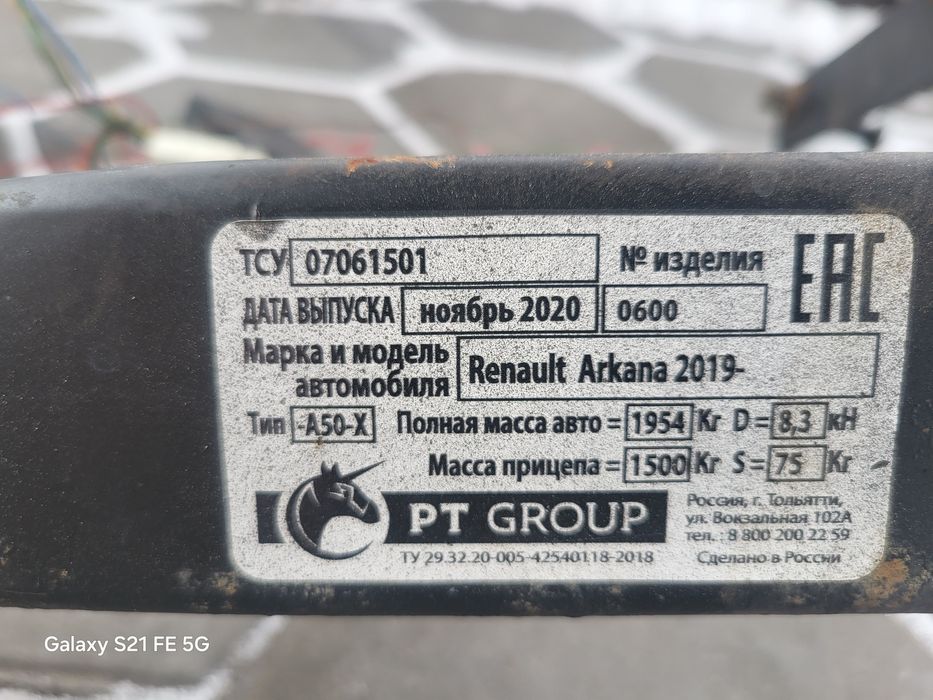 ТСУ 07061501 № изделия EAC
ДАТА ВЫПУСКА ноябрь 2020 0600
Марка и модель
автомобиля Renault Arkana 2019-
Тип -А50-Х Полная масса авто = 1954 Кг D = 8,3 кН
Масса прицепа = 1500 Кг S = 75 Кг
PT GROUP
Россия, г. Тольятти,
ул. Вокзальная 102А
тел.: 8 800 200 22 59
ТУ 29.32.20-005-42540118-2018 Сделано в России
Galaxy S21 FE 5G